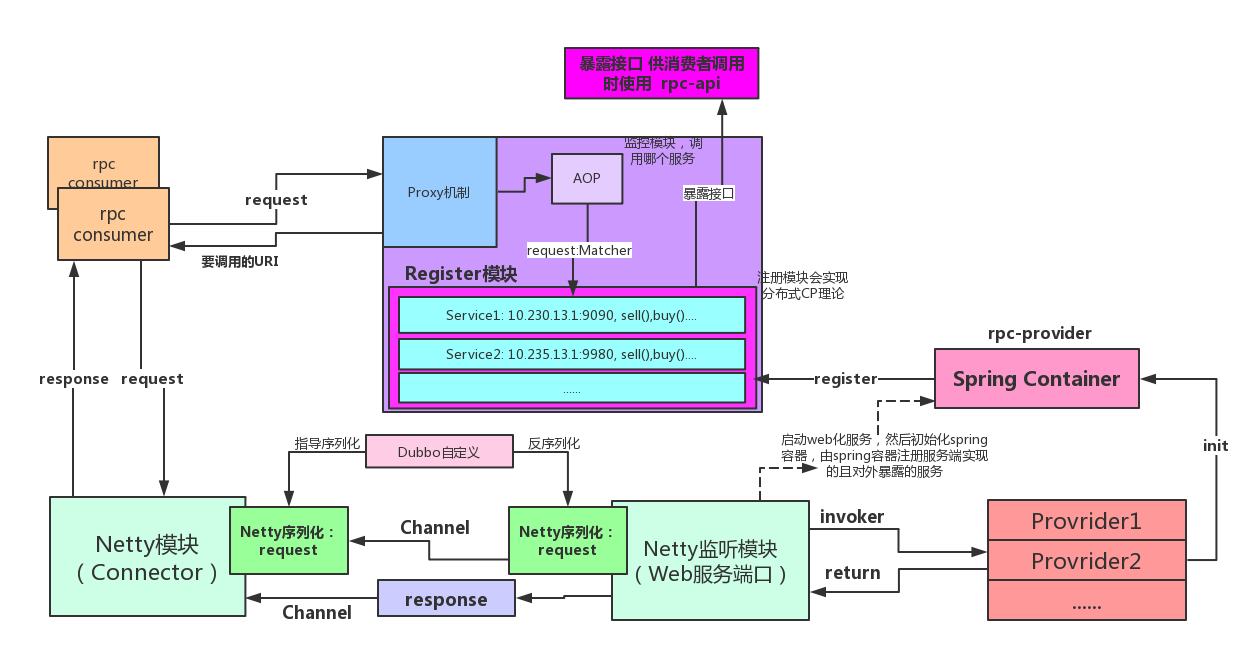 暴露接口 供消费者调用
时使用 rpc-api
监控模块，调
用哪个服务
rpc
consumer
rpc
consumer
request
要调用的URI
Proxy机制
AOP
暴露接口
request:Matcher
Register模块
注册模块会实现
分布式CP理论
Service1: 10.230.13.1:9090, sell(),buy()....
Service2: 10.235.13.1:9980, sell(),buy()....
......
rpc-provider
Spring Container
register
response
request
启动web化服务，然后初始化spring
容器，由spring容器注册服务端实现
的且对外暴露的服务
init
指导序列化
Dubbo自定义
反序列化
Netty模块
（Connector）
Netty序列化：
request
Channel
Netty序列化：
request
Netty监听模块
（Web服务端口）
invoker
return
Provrider1
Provrider2
......
response
Channel